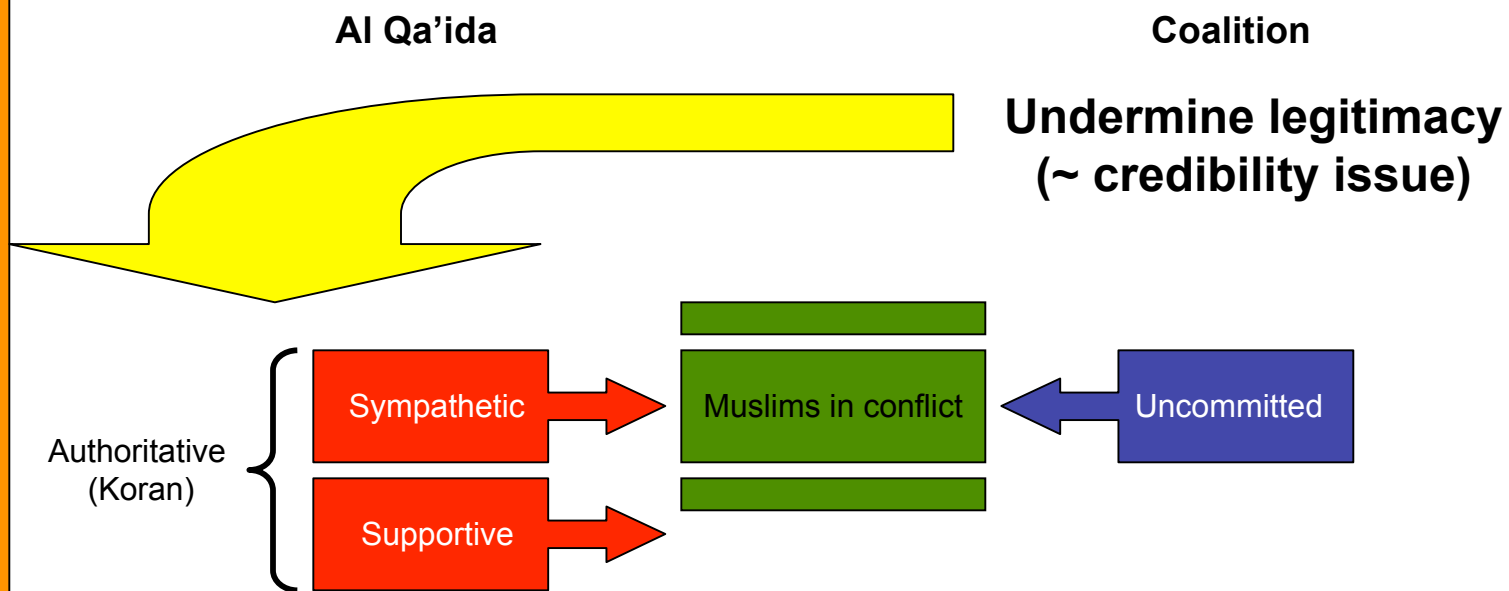 Al Qa’ida
Coalition
Undermine legitimacy
(~ credibility issue)
Sympathetic
Muslims in conflict
Uncommitted
Authoritative
(Koran)
Supportive